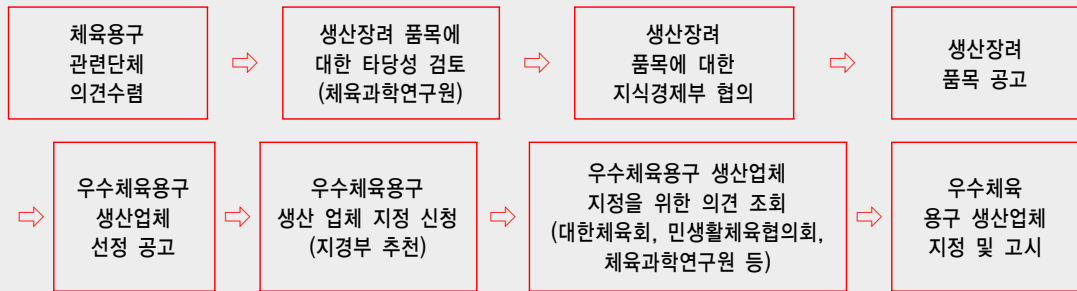 체육용구
관련단체
의견수렴
생산장려 품목에
대한 타당성 검토
(체육과학연구원)
생산장려
품목에 대한
지식경제부 협의
생산장려
품목 공고
우수체육용구
생산업체
선정 공고
우수체육용구
생산 업체 지정 신청
(지경부 추천)
우수체육용구 생산업체
지정을 위한 의견 조회
(대한체육회, 민생활체육협의회,
체육과학연구원 등)
우수체육
용구 생산업체
지정 및 고시